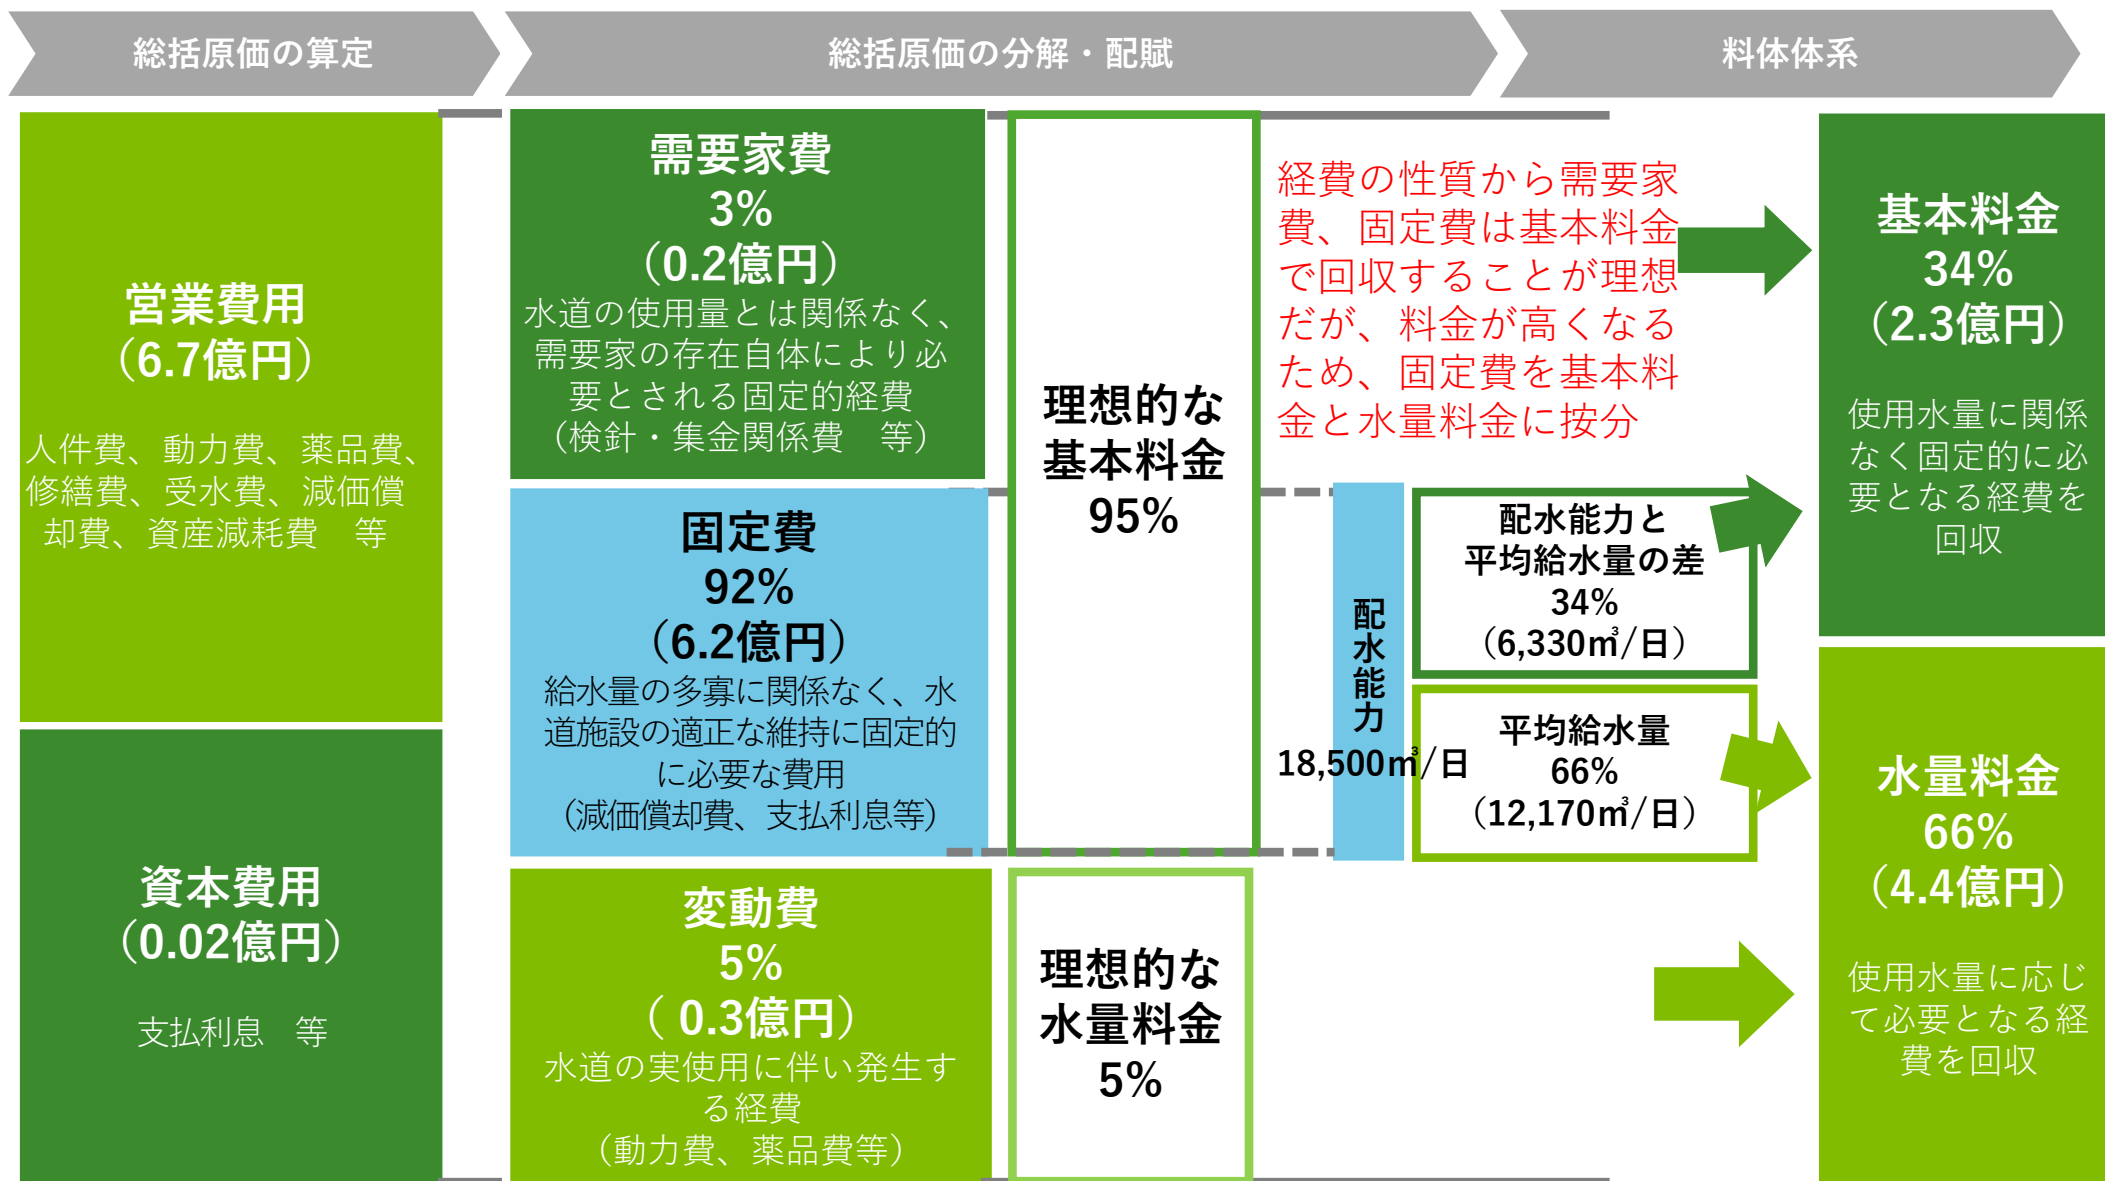 総括原価の算定
総括原価の分解・配賦
料体体系
営業費用
（6.7億円）
人件費、動力費、薬品費、
修繕費、受水費、減価償
却費、資産減耗費　等
資本費用
（0.02億円）
支払利息　等
需要家費
3%
（0.2億円）
水道の使用量とは関係なく、
需要家の存在自体により必
要とされる固定的経費
（検針・集金関係費　等）
固定費
92%
（6.2億円）
給水量の多寡に関係なく、水
道施設の適正な維持に固定的
に必要な費用
（減価償却費、支払利息等）
変動費
5%
（ 0.3億円）
水道の実使用に伴い発生す
る経費
（動力費、薬品費等）
理想的な
基本料金
95%
理想的な
水量料金
5%
経費の性質から需要家
費、固定費は基本料金
で回収することが理想
だが、料金が高くなる
ため、固定費を基本料
金と水量料金に按分
配水能力
18,500㎥/日
配水能力と
平均給水量の差
34%
（6,330㎥/日）
平均給水量
66%
（12,170㎥/日）
基本料金
34%
（2.3億円）
使用水量に関係
なく固定的に必
要となる経費を
回収
水量料金
66%
（4.4億円）
使用水量に応じ
て必要となる経
費を回収